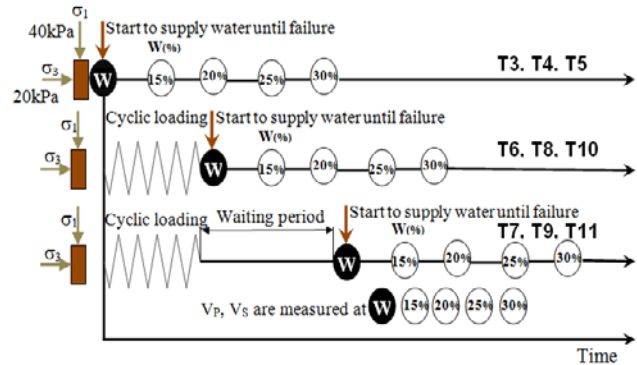 σ1
40kPa
Start to supply water until failure
W(%)
σ3
W
15%
20%
25%
30%
T3, T4, T5
20kPa
σ1
Cyclic loading
Start to supply water until failure
W(%)
σ3
W
15%
20%
25%
30%
T6, T8, T10
σ1
Cyclic loading
Waiting period
Start to supply water until failure
W(%)
T7, T9, T11
σ3
W
15%
20%
25%
30%
VP, VS are measured at W 15% 20% 25% 30%
Time